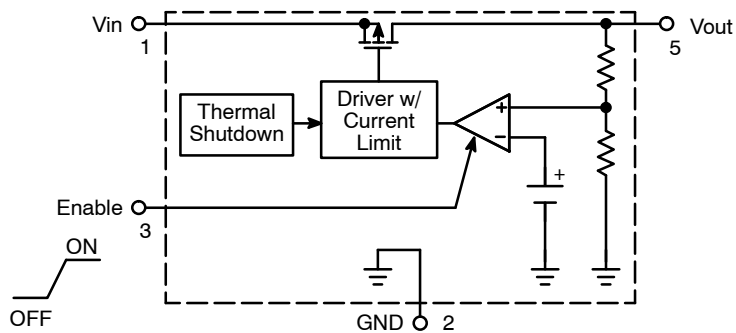 Vin
1
5
Vout
Thermal
Shutdown
Driver w/
Current
Limit
+
−
+
Enable
3
ON
OFF
GND 2